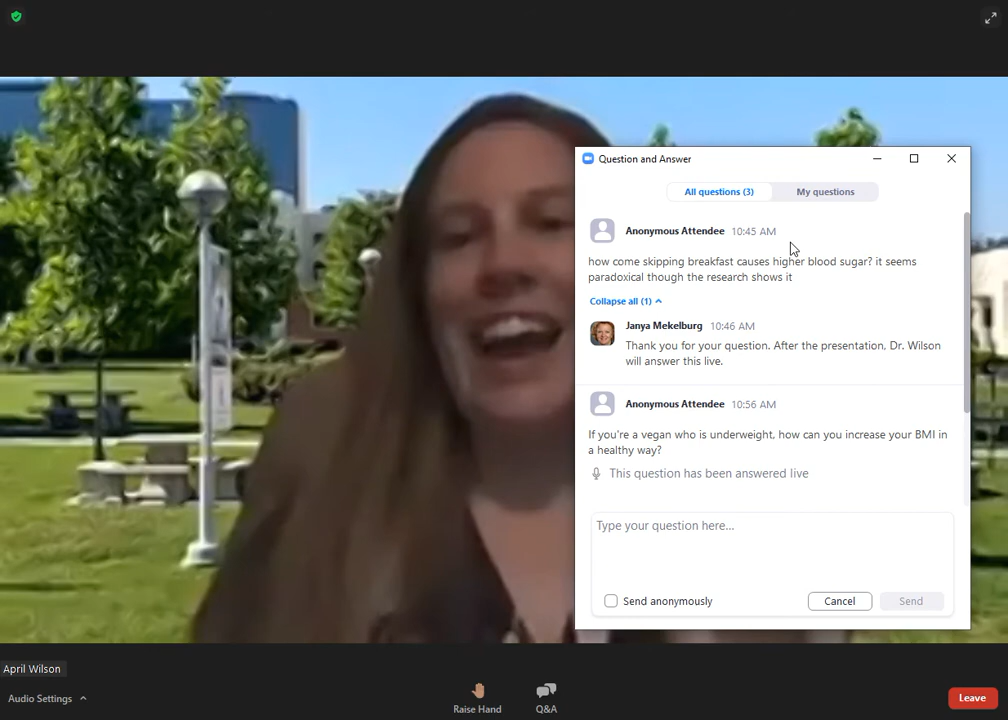 Question and Answer
All questions (3)
My questions
Anonymous Attendee 10:45 AM
how come skipping breakfast causes higher blood sugar? it seems
paradoxical though the research shows it
Collapse all (1)
Janya Mekelburg 10:46 AM
Thank you for your question. After the presentation, Dr. Wilson
will answer this live.
Anonymous Attendee 10:56 AM
If you're a vegan who is underweight, how can you increase your BMI in
a healthy way?
This question has been answered live
Type your question here...
Send anonymously
Cancel
Send
April Wilson
Audio Settings
Raise Hand
Q&A
Leave